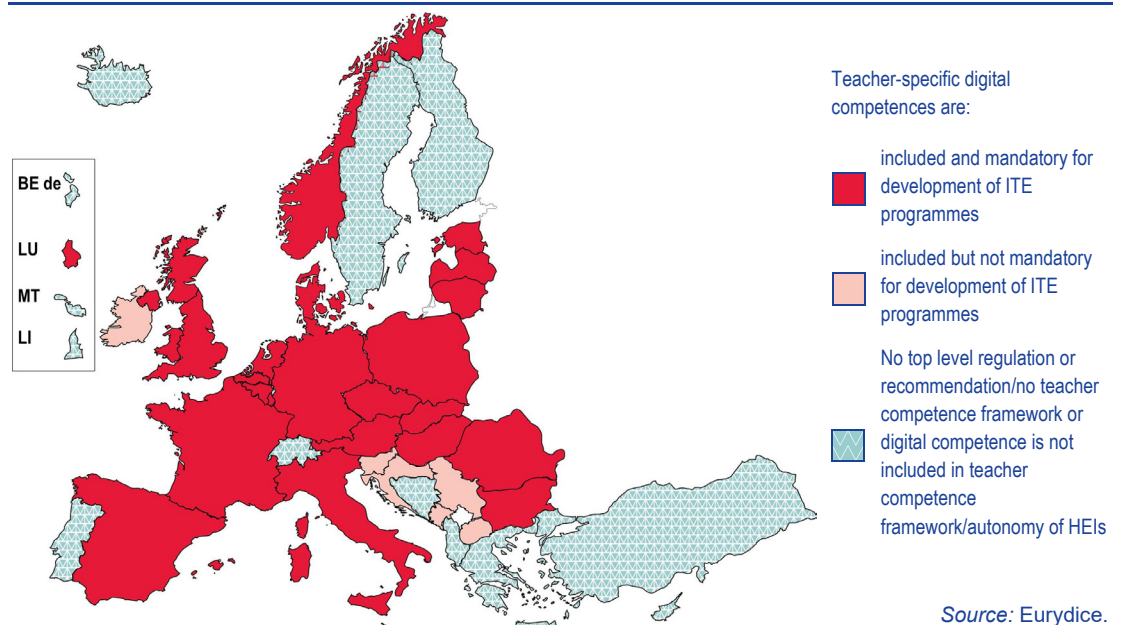 BE de
LU
MT
LI
Teacher-specific digital
competences are:
included and mandatory for
development of ITE
programmes
included but not mandatory
for development of ITE
programmes
No top level regulation or
recommendation/no teacher
competence framework or
digital competence is not
included in teacher
competence
framework/autonomy of HEIs
Source: Eurydice.